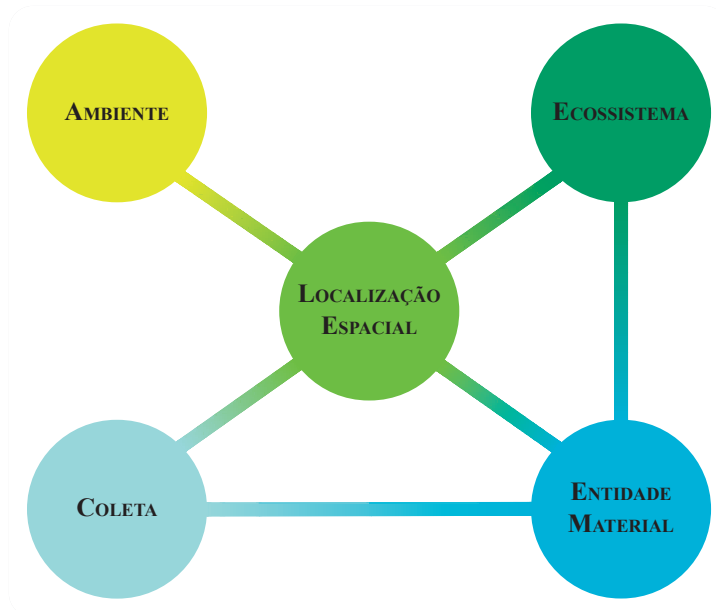 Ambiente
Ecossistema
Localização
Espacial
Coleta
Entidade
Material